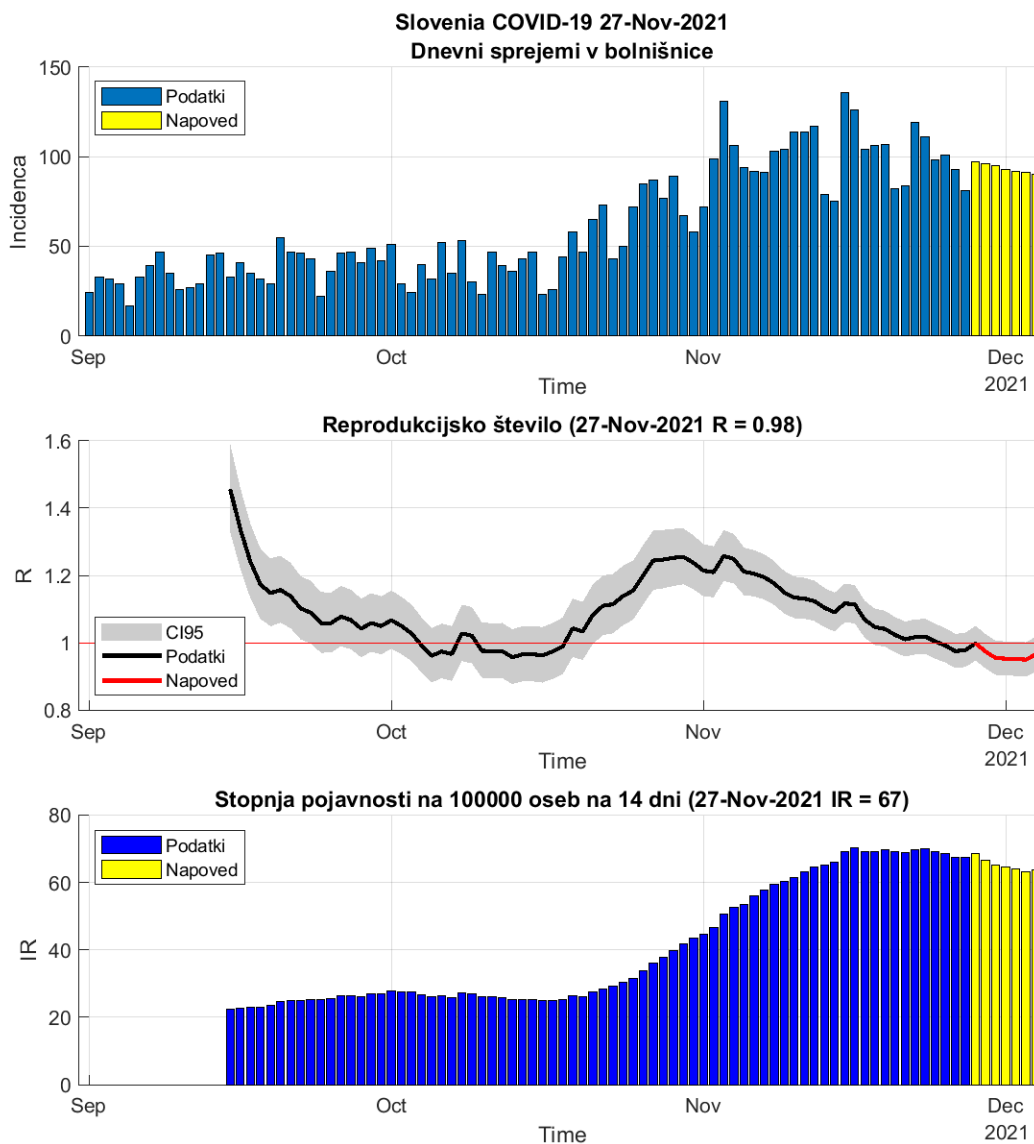 Slovenia COVID-19 27-Nov-2021
Dnevni sprejemi v bolnišnice
150
100
50
0
Incidenca
Podatki
Napoved
Sep
Oct
Nov
Dec
2021
Time
Reprodukcijsko število (27-Nov-2021 R = 0.98)
1.6
1.4
1.2
1
0.8
R
CI95
Podatki
Napoved
Sep
Oct
Nov
Dec
2021
Time
Stopnja pojavnosti na 100000 oseb na 14 dni (27-Nov-2021 IR = 67)
80
60
40
20
0
IR
Podatki
Napoved
Sep
Oct
Nov
Dec
2021
Time